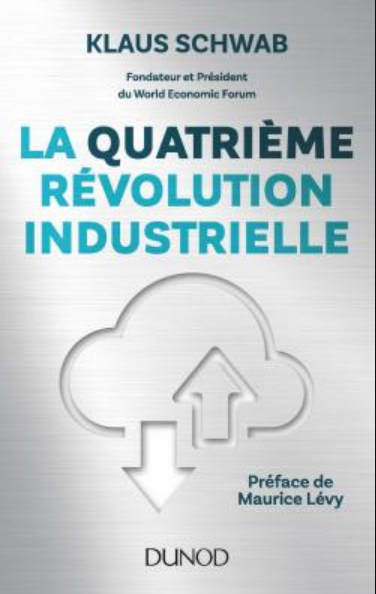 KLAUS SCHWAB
Fondateur et Président
du World Economic Forum
LA QUATRIÈME
RÉVOLUTION
INDUSTRIELLE
Préface de
Maurice Lévy
DUNOD